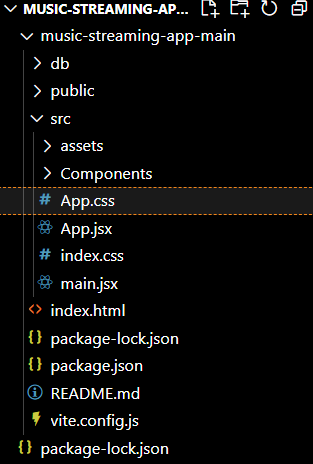 MUSIC-STREAMING-AP...
music-streaming-app-main
db
public
src
assets
Components
App.css
App.jsx
index.css
main.jsx
index.html
package-lock.json
package.json
README.md
vite.config.js
package-lock.json